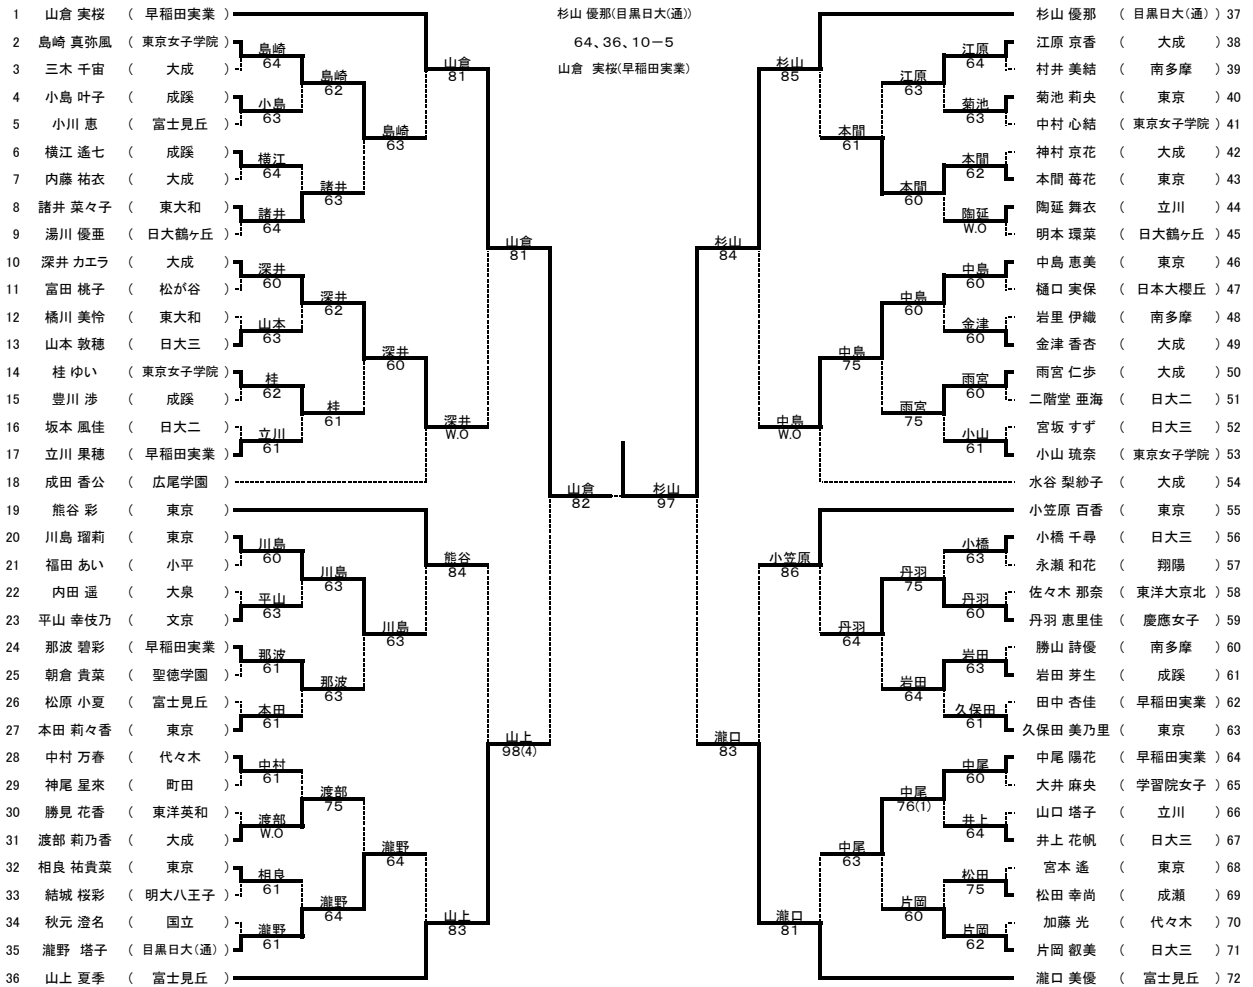 杉山 優那(目黒日大(通))
64、36、10－5
山倉 実桜(早稲田実業)
1 山倉 実桜 ( 早稲田実業 )
2 島崎 真弥風 ( 東京女子学院 )
3 三木 千宙 ( 大成 )
4 小島 叶子 ( 成蹊 )
5 小川 恵 ( 富士見丘 )
6 横江 遙七 ( 成蹊 )
7 内藤 祐衣 ( 大成 )
8 諸井 菜々子 ( 東大和 )
9 湯川 優亜 ( 日大鶴ヶ丘 )
10 深井 カエラ ( 大成 )
11 富田 桃子 ( 松が谷 )
12 橘川 美怜 ( 東大和 )
13 山本 敦穂 ( 日大三 )
14 桂 ゆい ( 東京女子学院 )
15 豊川 渉 ( 成蹊 )
16 坂本 風佳 ( 日大二 )
17 立川 果穂 ( 早稲田実業 )
18 成田 香公 ( 広尾学園 )
19 熊谷 彩 ( 東京 )
20 川島 瑠莉 ( 東京 )
21 福田 あい ( 小平 )
22 内田 遥 ( 大泉 )
23 平山 幸伎乃 ( 文京 )
24 那波 碧彩 ( 早稲田実業 )
25 朝倉 貴菜 ( 聖徳学園 )
26 松原 小夏 ( 富士見丘 )
27 本田 莉々香 ( 東京 )
28 中村 万春 ( 代々木 )
29 神尾 星來 ( 町田 )
30 勝見 花香 ( 東洋英和 )
31 渡部 莉乃香 ( 大成 )
32 相良 祐貴菜 ( 東京 )
33 結城 桜彩 ( 明大八王子 )
34 秋元 澄名 ( 国立 )
35 瀧野 塔子 ( 目黒日大(通) )
36 山上 夏季 ( 富士見丘 )
島崎
64
小島
63
横江
64
諸井
64
深井
60
山本
63
桂
62
立川
61
川島
60
平山
63
那波
61
本田
61
中村
61
渡部
W.O
相良
61
瀧野
61
島崎
62
諸井
63
深井
62
桂
61
川島
63
那波
63
渡部
75
瀧野
64
島崎
63
深井
60
川島
63
瀧野
64
山倉
81
深井
W.O
熊谷
84
山上
83
山倉
81
山上
98(4)
山倉
82
杉山
97
杉山
84
瀧口
83
杉山
85
中島
W.O
小笠原
86
瀧口
81
本間
61
中島
75
丹羽
64
中尾
63
江原
63
本間
60
中島
60
雨宮
75
丹羽
75
岩田
64
中尾
76(1)
片岡
60
江原
64
菊池
63
本間
62
陶延
W.O
中島
60
金津
60
雨宮
60
小山
61
小橋
63
丹羽
60
岩田
63
久保田
61
中尾
60
井上
64
松田
75
片岡
62
杉山 優那 ( 目黒日大(通) ) 37
江原 京香 ( 大成 ) 38
村井 美結 ( 南多摩 ) 39
菊池 莉央 ( 東京 ) 40
中村 心結 ( 東京女子学院 ) 41
神村 京花 ( 大成 ) 42
本間 苺花 ( 東京 ) 43
陶延 舞衣 ( 立川 ) 44
明本 環菜 ( 日大鶴ヶ丘 ) 45
中島 恵美 ( 東京 ) 46
樋口 実保 ( 日本大櫻丘 ) 47
岩里 伊織 ( 南多摩 ) 48
金津 香杏 ( 大成 ) 49
雨宮 仁歩 ( 大成 ) 50
二階堂 亜海 ( 日大二 ) 51
宮坂 すず ( 日大三 ) 52
小山 琉奈 ( 東京女子学院 ) 53
水谷 梨紗子 ( 大成 ) 54
小笠原 百香 ( 東京 ) 55
小橋 千尋 ( 日大三 ) 56
永瀬 和花 ( 翔陽 ) 57
佐々木 那奈 ( 東洋大京北 ) 58
丹羽 恵里佳 ( 慶應女子 ) 59
勝山 詩優 ( 南多摩 ) 60
岩田 芽生 ( 成蹊 ) 61
田中 杏佳 ( 早稲田実業 ) 62
久保田 美乃里 ( 東京 ) 63
中尾 陽花 ( 早稲田実業 ) 64
大井 麻央 ( 学習院女子 ) 65
山口 塔子 ( 立川 ) 66
井上 花帆 ( 日大三 ) 67
宮本 遙 ( 東京 ) 68
松田 幸尚 ( 成瀬 ) 69
加藤 光 ( 代々木 ) 70
片岡 叡美 ( 日大三 ) 71
瀧口 美優 ( 富士見丘 ) 72